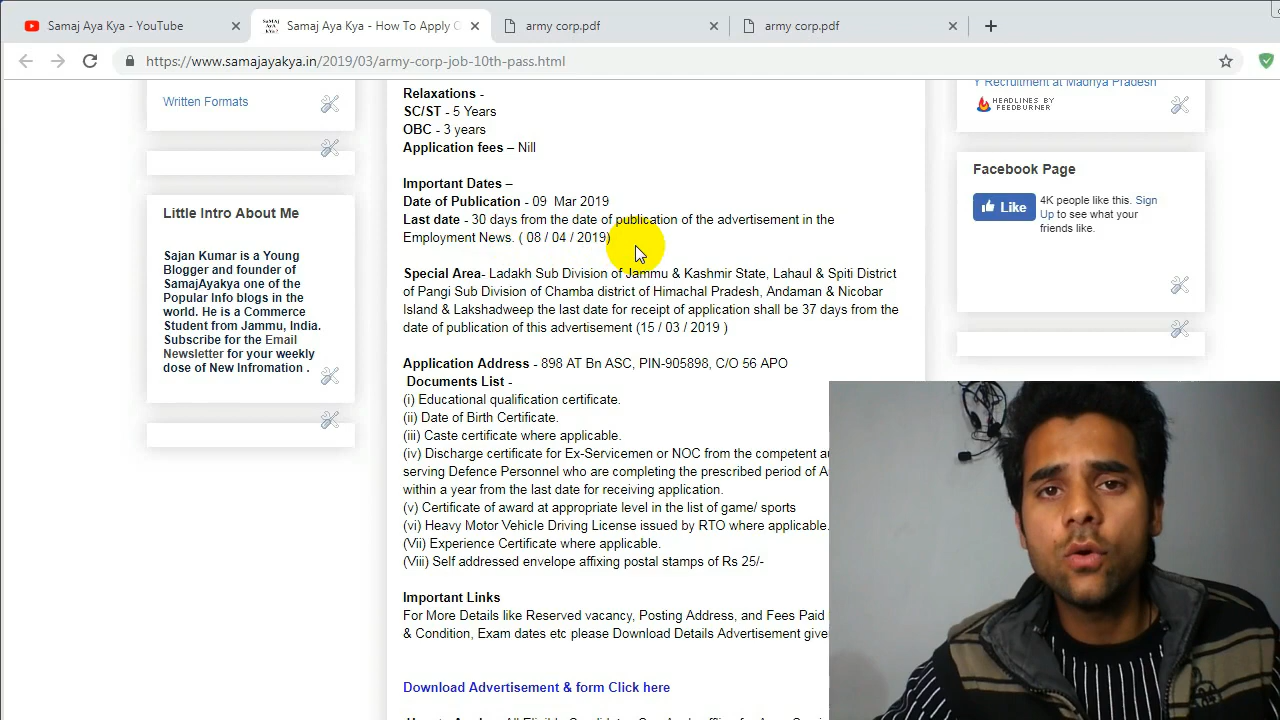 Samaj Aya Kya - YouTube
Samaj Aya Kya - How To Apply
army corp.pdf
army corp.pdf
https://www.samajayakya.in/2019/03/army-corp-job-10th-pass.html
Written Formats
Little Intro About Me
Sajan Kumar is a Young
Blogger and founder of
SamajAyakya one of the
Popular Info blogs in the
world. He is a Commerce
Student from Jammu, India.
Subscribe for the Email
Newsletter for your weekly
dose of New Infromation .
Relaxations -
SC/ST - 5 Years
OBC - 3 years
Application fees – Nill
Important Dates –
Date of Publication - 09 Mar 2019
Last date - 30 days from the date of publication of the advertisement in the
Employment News. ( 08 / 04 / 2019)
Special Area- Ladakh Sub Division of Jammu & Kashmir State, Lahaul & Spiti District
of Pangi Sub Division of Chamba district of Himachal Pradesh, Andaman & Nicobar
Island & Lakshadweep the last date for receipt of application shall be 37 days from the
date of publication of this advertisement (15 / 03 / 2019 )
Application Address - 898 AT Bn ASC, PIN-905898, C/O 56 APO
Documents List -
(i) Educational qualification certificate.
(ii) Date of Birth Certificate.
(iii) Caste certificate where applicable.
(iv) Discharge certificate for Ex-Servicemen or NOC from the competent
serving Defence Personnel who are completing the prescribed period of
within a year from the last date for receiving application.
(v) Certificate of award at appropriate level in the list of game/ sports
(vi) Heavy Motor Vehicle Driving License issued by RTO where applicable.
(Vii) Experience Certificate where applicable.
(Viii) Self addressed envelope affixing postal stamps of Rs 25/-
Important Links
For More Details like Reserved vacancy, Posting Address, and Fees Paid
& Condition, Exam dates etc please Download Details Advertisement
Download Advertisement & form Click here
Y Recruitment at Madhya Pradesh
HEADLINES BY
FEEDBURNER
Facebook Page
Like
4K people like this. Sign
Up to see what your
friends like.